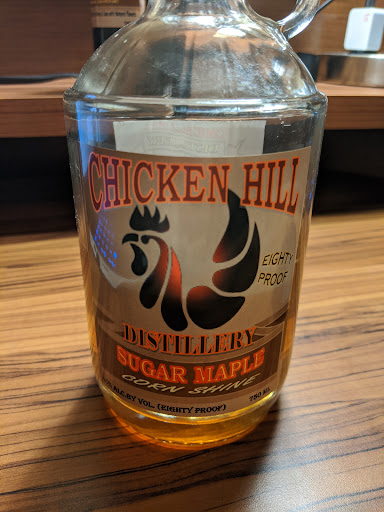 CHICKEN HILL
EIGHTY
PROOF
DISTILLERY
SUGAR MAPLE
CORN SHINE
% ALC.BY VOL. (EIGHTY PROOF)
750 ML